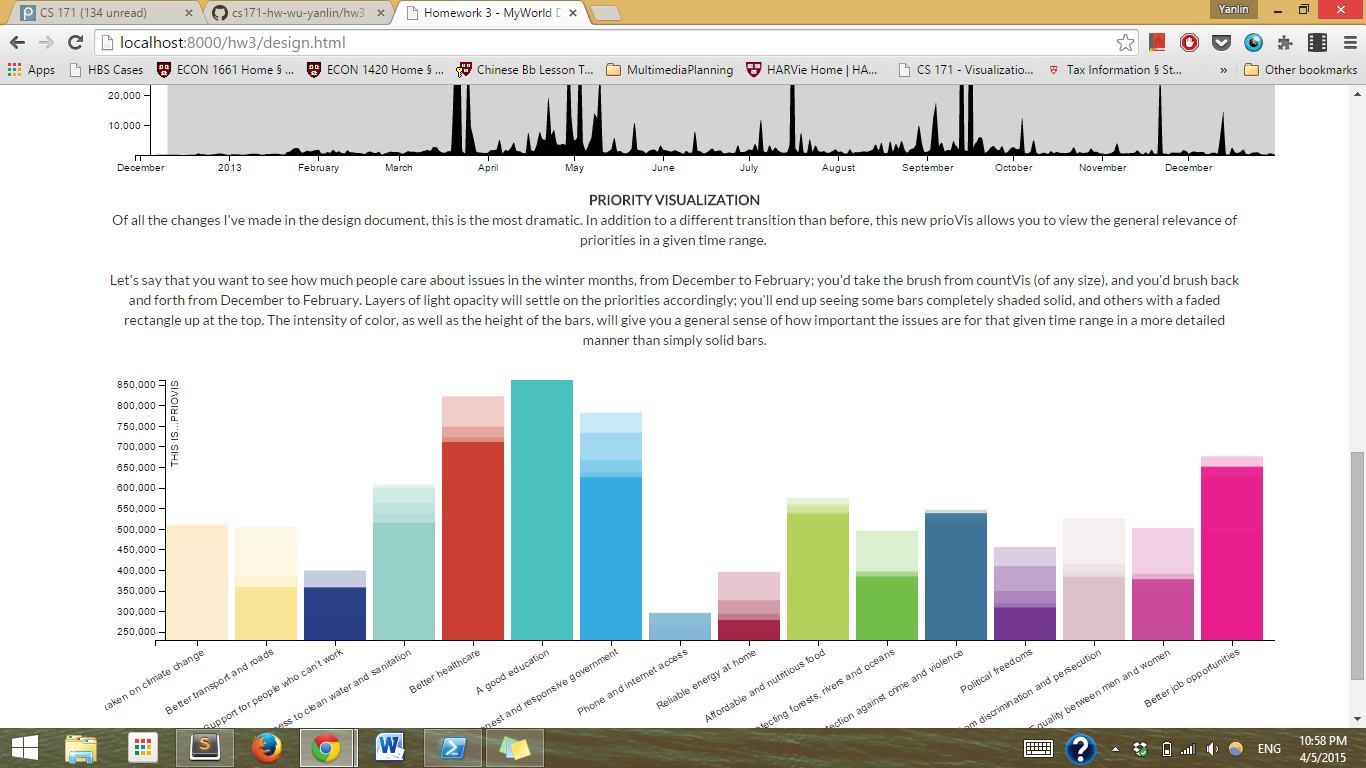 CS 171 (134 unread)
cs171-hw-wu-yanlin/hw3
Homework 3 - MyWorld D
Yanlin
localhost:8000/hw3/design.html
Apps
HBS Cases
ECON 1661 Home § ...
ECON 1420 Home § ...
Chinese Bb Lesson T...
MultimediaPlanning
HARVie Home | HA...
CS 171 - Visualizatio...
Tax Information § St...
»
Other bookmarks
20,000
10,000
December 2013 February March April May June July August September October November December
PRIORITY VISUALIZATION
Of all the changes I've made in the design document, this is the most dramatic. In addition to a different transition than before, this new prioVis allows you to view the general relevance of
priorities in a given time range.
Let's say that you want to see how much people care about issues in the winter months, from December to February; you'd take the brush from countVis (of any size), and you'd brush back
and forth from December to February. Layers of light opacity will settle on the priorities accordingly; you'll end up seeing some bars completely shaded solid, and others with a faded
rectangle up at the top. The intensity of color, as well as the height of the bars, will give you a general sense of how important the issues are for that given time range in a more detailed
manner than simply solid bars.
850,000
800,000
750,000
700,000
650,000
600,000
550,000
500,000
450,000
400,000
350,000
300,000
250,000
THIS IS...PRIOVIS
aken on climate change
Better transport and roads
Support for people who can't work
ess to clean water and sanitation
Better healthcare
A good education
nest and responsive government
Phone and internet access
Reliable energy at home
Affordable and nutritious food
tecting forests, rivers and oceans
tection against crime and violence
Political freedoms
om discrimination and persecution
Equality between men and women
Better job opportunities
ENG
10:58 PM
4/5/2015